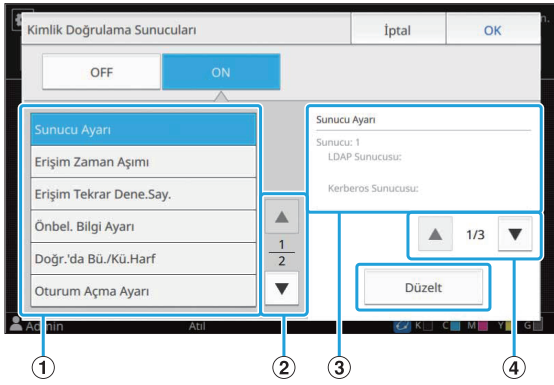 Kimlik Doğrulama Sunucuları
İptal
OK
OFF
ON
Sunucu Ayarı
Erişim Zaman Aşımı
Erişim Tekrar Dene.Say.
Önbel. Bilgi Ayarı
Doğr.'da Bü./Kü.Harf
Oturum Açma Ayarı
1
2
Sunucu Ayarı
Sunucu: 1
LDAP Sunucusu:
Kerberos Sunucusu:
1/3
Düzelt
Admin
Atıl
K
C
M
Y
G
1
2
3
4